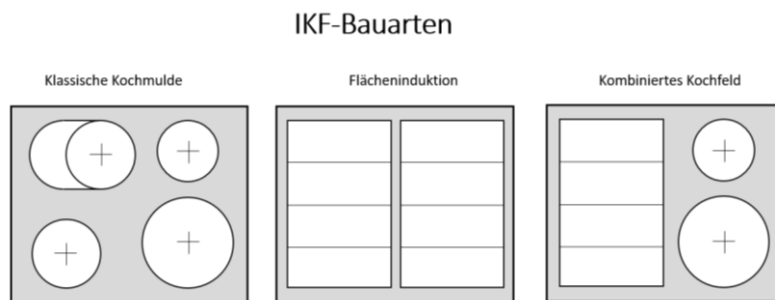 IKF-Bauarten
Klassische Kochmulde
Flächeninduktion
Kombiniertes Kochfeld